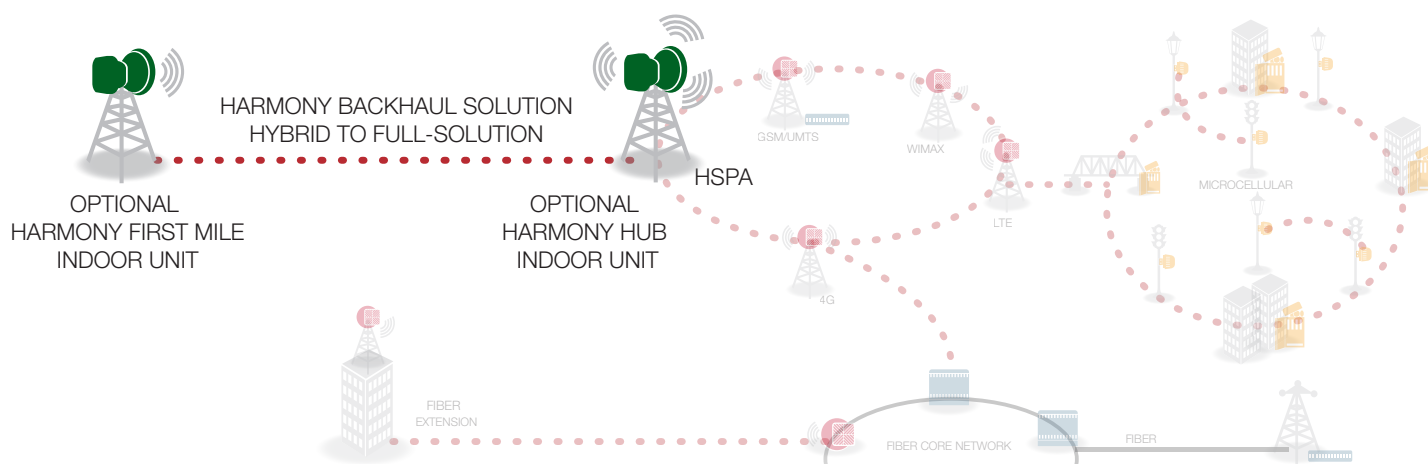 HARMONY BACKHAUL SOLUTION
HYBRID TO FULL-SOLUTION
OPTIONAL
HARMONY FIRST MILE
INDOOR UNIT
HSPA
OPTIONAL
HARMONY HUB
INDOOR UNIT
GSM/UMTS
WIMAX
LTE
4G
MICROCELLULAR
FIBER
EXTENSION
FIBER CORE NETWORK
FIBER